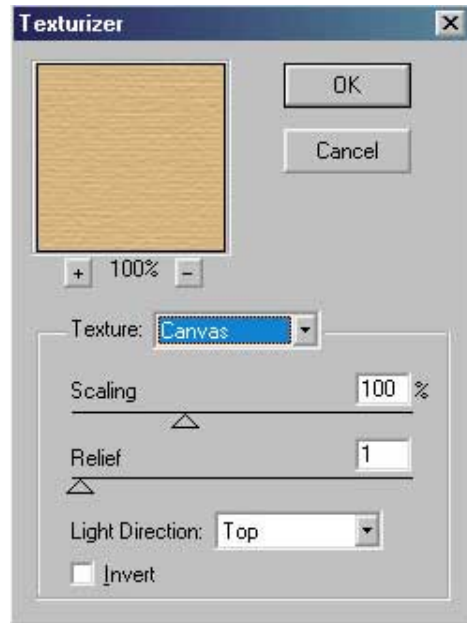 Texturizer
OK
Cancel
+ 100% -
Texture: Canvas
Scaling 100 %
Relief 1
Light Direction: Top
Invert